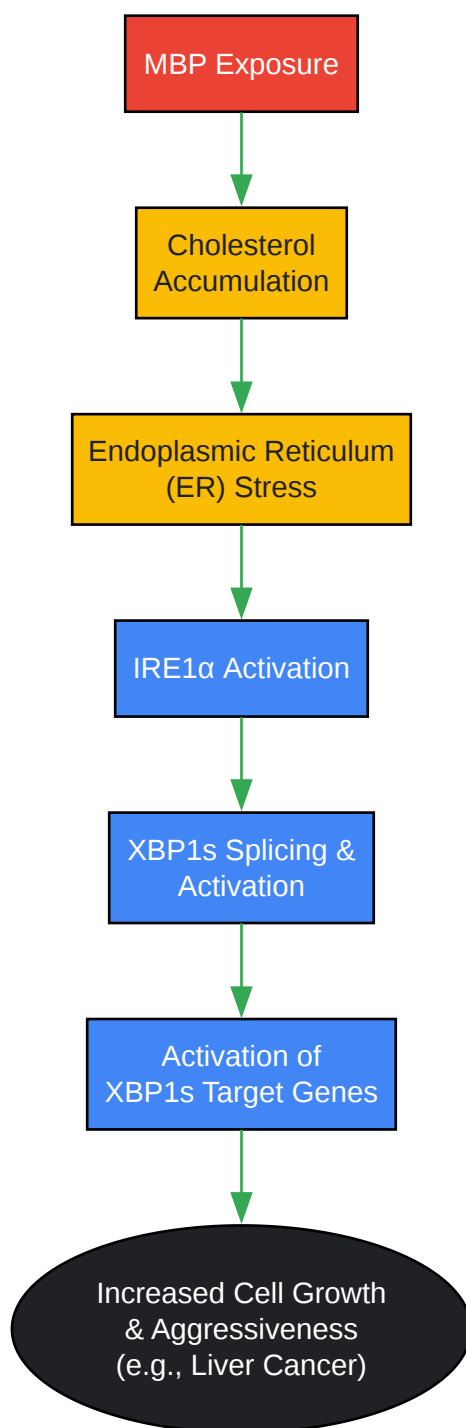 MBP Exposure
Cholesterol
Accumulation
Endoplasmic Reticulum
(ER) Stress
IRE1α Activation
XBP1s Splicing &
Activation
Activation of
XBP1s Target Genes
Increased Cell Growth
& Aggressiveness
(e.g., Liver Cancer)